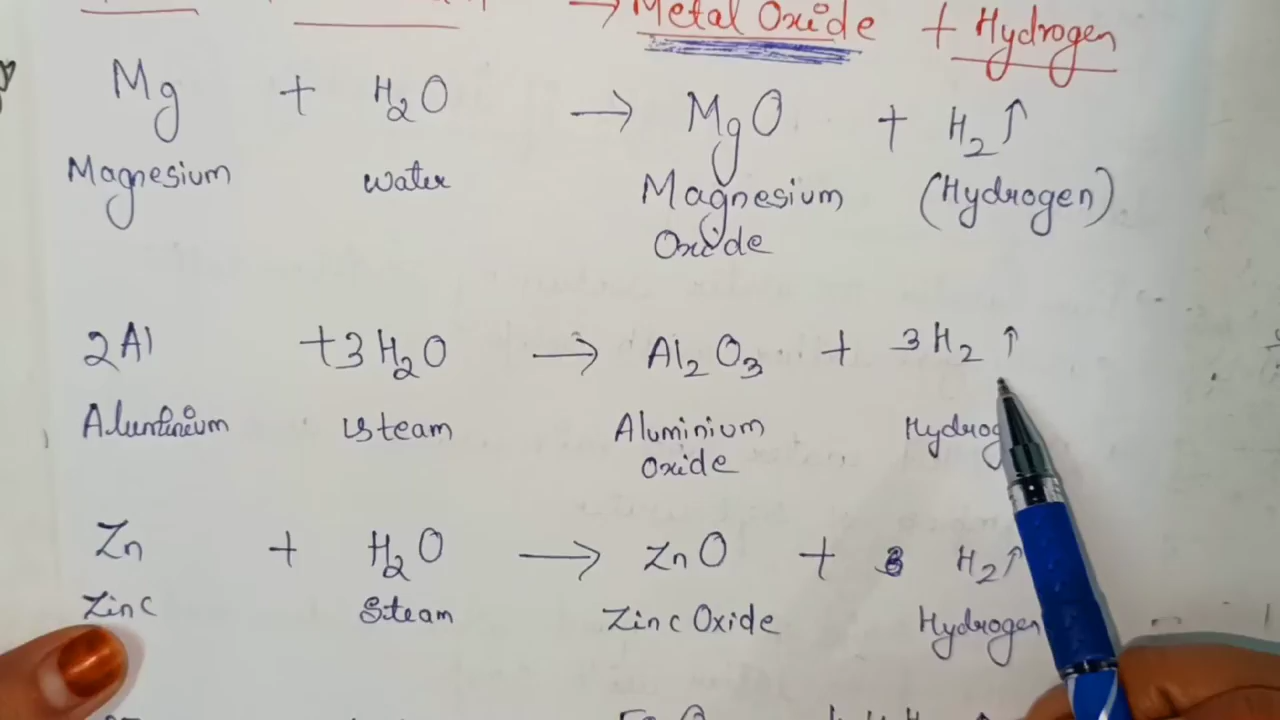 → Metal Oxide + Hydrogen
Mg + H₂O → MgO + H₂↑
Magnesium water Magnesium Oxide (Hydrogen)
2Al +3H₂O → Al₂O₃ + 3H₂↑
Steam Aluminium Oxide
Zn + H₂O → ZnO + H₂↑
Zinc Steam Zinc Oxide Hydrogen